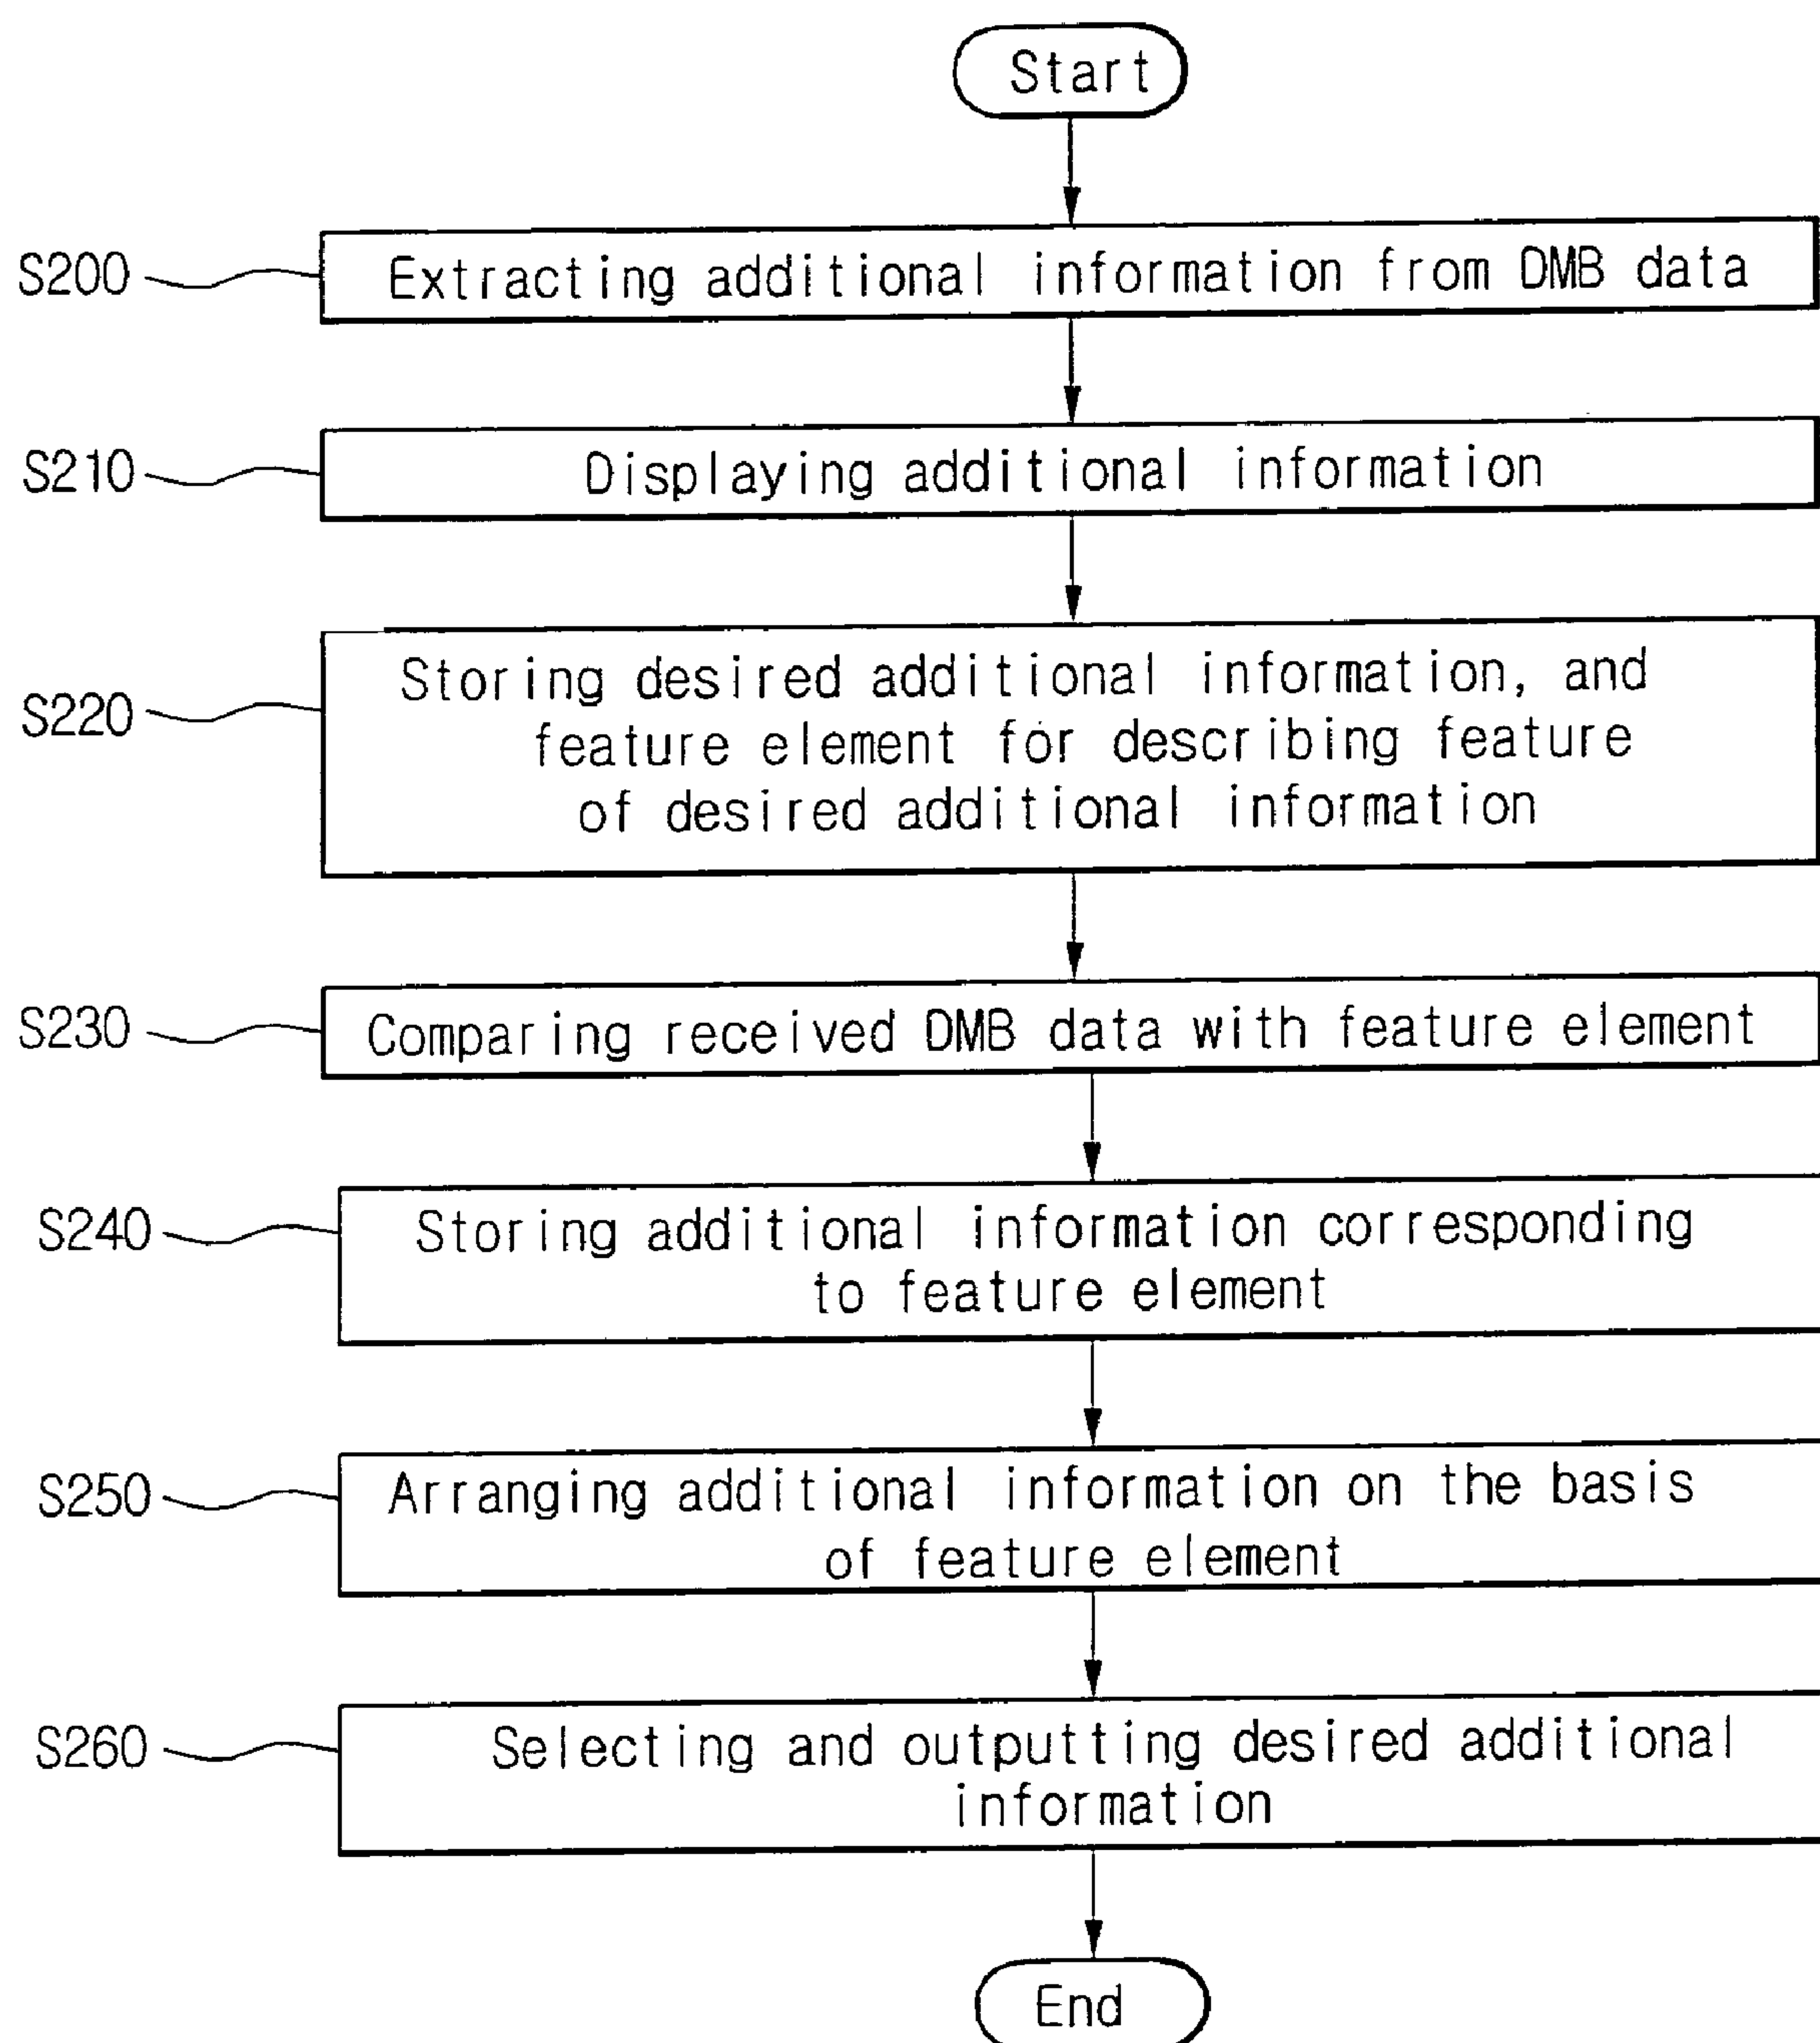 Start
S200
Extracting additional information from DMB data
S210
Displaying additional information
S220
Storing desired additional information, and
feature element for describing feature
of desired additional information
S230
Comparing received DMB data with feature element
S240
Storing additional information corresponding
to feature element
S250
Arranging additional information on the basis
of feature element
S260
Selecting and outputting desired additional
information
End